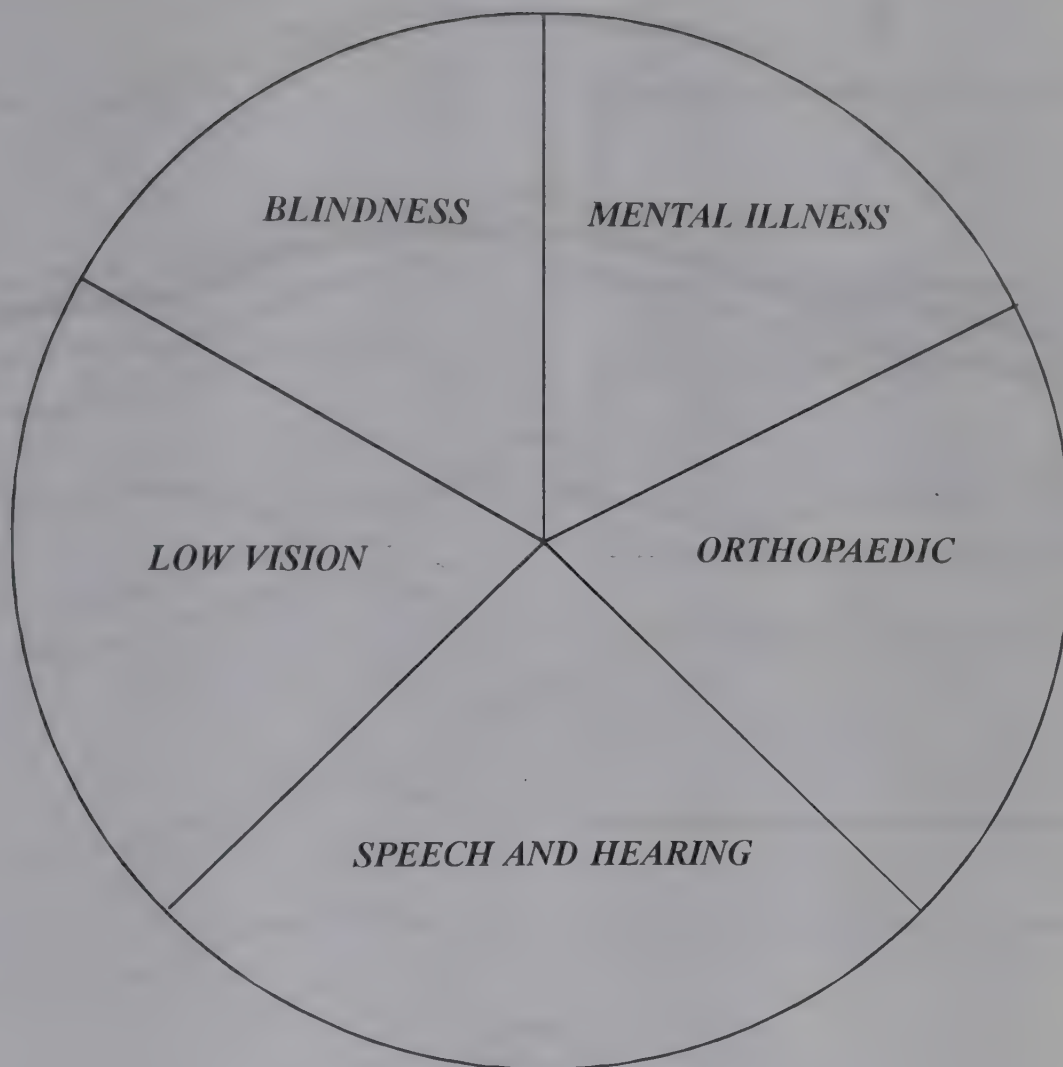 BLINDNESS
MENTAL ILLNESS
LOW VISION
ORTHOPAEDIC
SPEECH AND HEARING